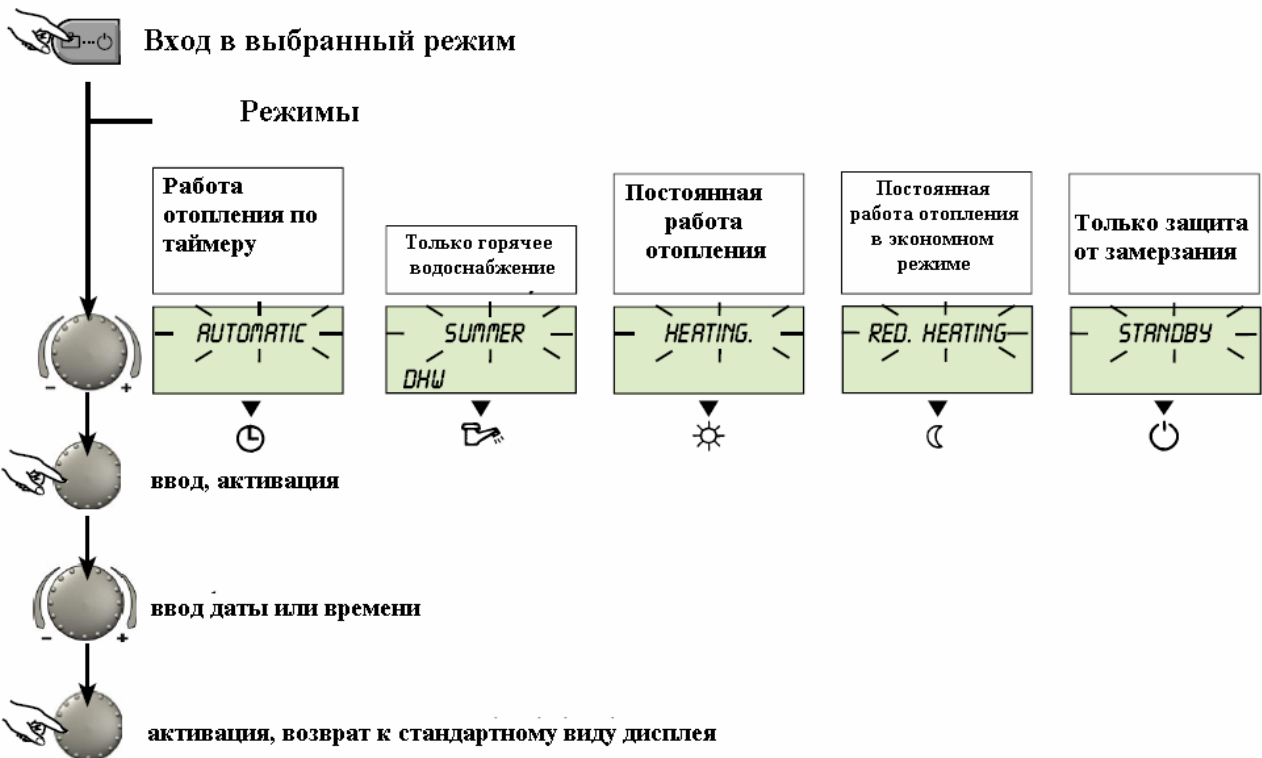 Вход в выбранный режим
Режимы
Работа
отопления по
таймеру
Только горячее
водоснабжение
Постоянная
работа
отопления
Постоянная
работа отопления
в экономном
режиме
Только защита
от замерзания
AUTOMATIC
SUMMER
DHW
HEATING.
RED. HEATING
STANDBY
- +
ввод, активация
ввод даты или времени
- +
активация, возврат к стандартному виду дисплея